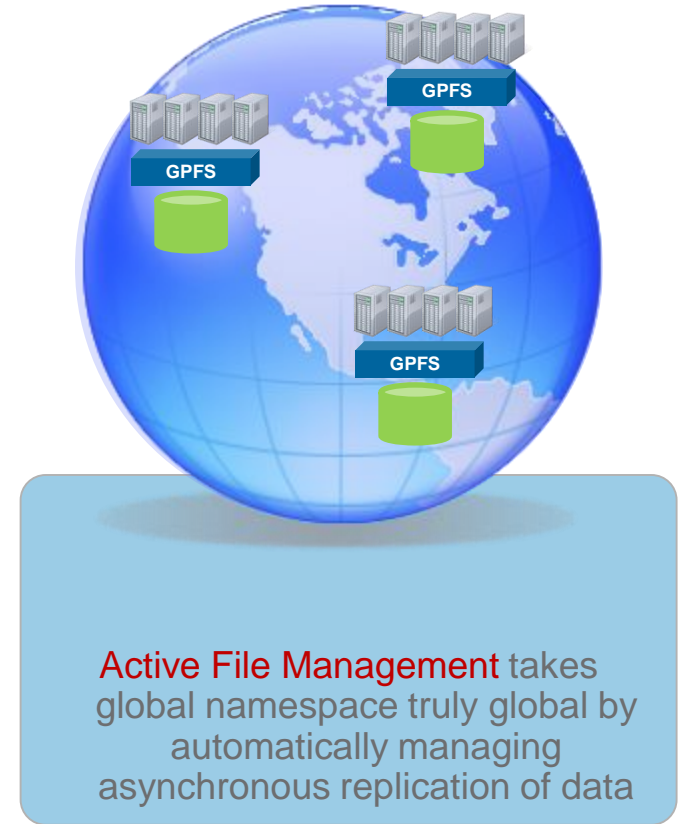 GPFS
GPFS
GPFS
Active File Management takes
global namespace truly global by
automatically managing
asynchronous replication of data